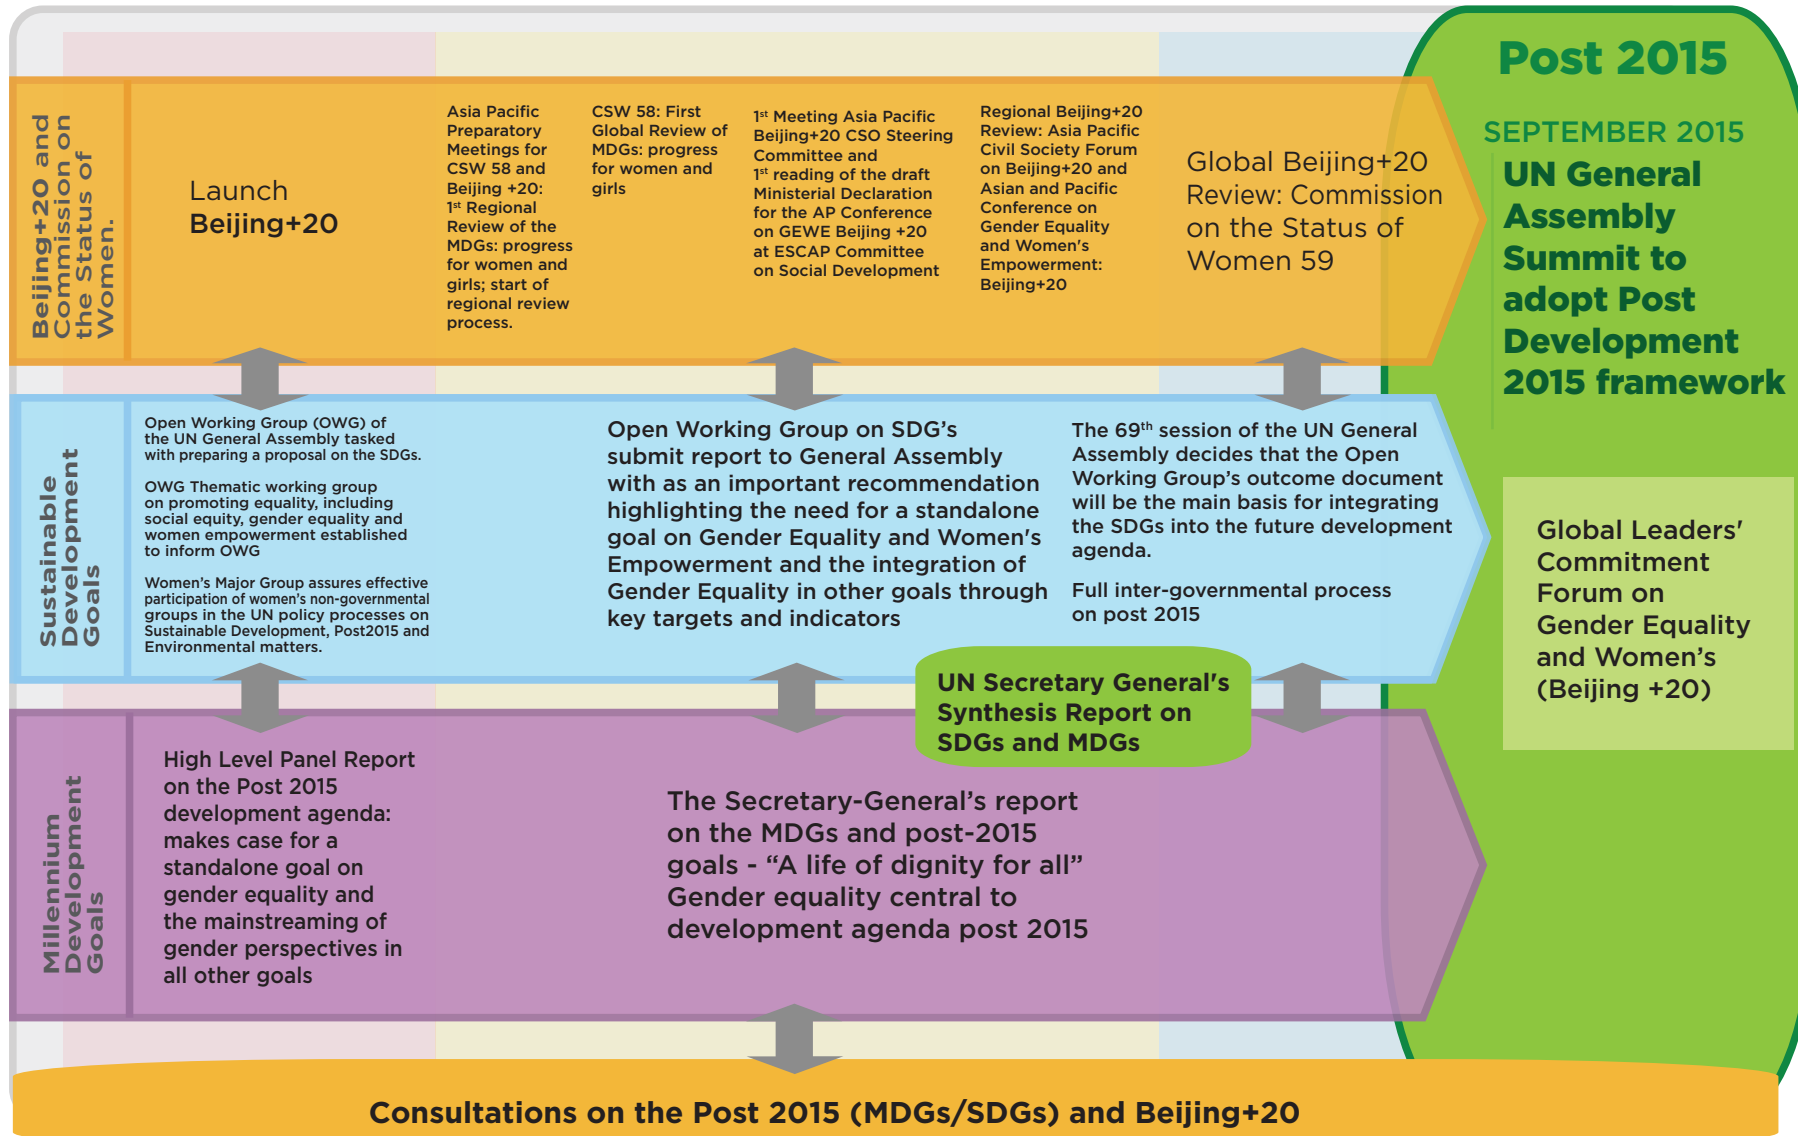 Beijing+20 and
Commission on
the Status of
Women.
Launch
Beijing+20
Asia Pacific
Preparatory
Meetings for
CSW 58 and
Beijing +20:
1st Regional
Review of the
MDGs: progress
for women and
girls; start of
regional review
process.
CSW 58: First
Global Review of
MDGs: progress
for women and
girls
1st Meeting Asia Pacific
Beijing+20 CSO Steering
Committee and
1st reading of the draft
Ministerial Declaration
for the AP Conference
on GEWE Beijing +20
at ESCAP Committee
on Social Development
Regional Beijing+20
Review: Asia Pacific
Civil Society Forum
on Beijing+20 and
Asian and Pacific
Conference on
Gender Equality
and Women's
Empowerment:
Beijing+20
Global Beijing+20
Review: Commission
on the Status of
Women 59
Sustainable
Development
Goals
Open Working Group (OWG) of
the UN General Assembly tasked
with preparing a proposal on the SDGs.
OWG Thematic working group
on promoting equality, including
social equity, gender equality and
women empowerment established
to inform OWG
Women’s Major Group assures effective
participation of women’s non-governmental
groups in the UN policy processes on
Sustainable Development, Post2015 and
Environmental matters.
Open Working Group on SDG’s
submit report to General Assembly
with as an important recommendation
highlighting the need for a standalone
goal on Gender Equality and Women's
Empowerment and the integration of
Gender Equality in other goals through
key targets and indicators
The 69th session of the UN General
Assembly decides that the Open
Working Group’s outcome document
will be the main basis for integrating
the SDGs into the future development
agenda.
Full inter-governmental process
on post 2015
UN Secretary General's
Synthesis Report on
SDGs and MDGs
Millennium
Development
Goals
High Level Panel Report
on the Post 2015
development agenda:
makes case for a
standalone goal on
gender equality and
the mainstreaming of
gender perspectives in
all other goals
The Secretary-General’s report
on the MDGs and post-2015
goals - “A life of dignity for all”
Gender equality central to
development agenda post 2015
Post 2015
SEPTEMBER 2015
UN General
Assembly
Summit to
adopt Post
Development
2015 framework
Global Leaders'
Commitment
Forum on
Gender Equality
and Women’s
(Beijing +20)
Consultations on the Post 2015 (MDGs/SDGs) and Beijing+20